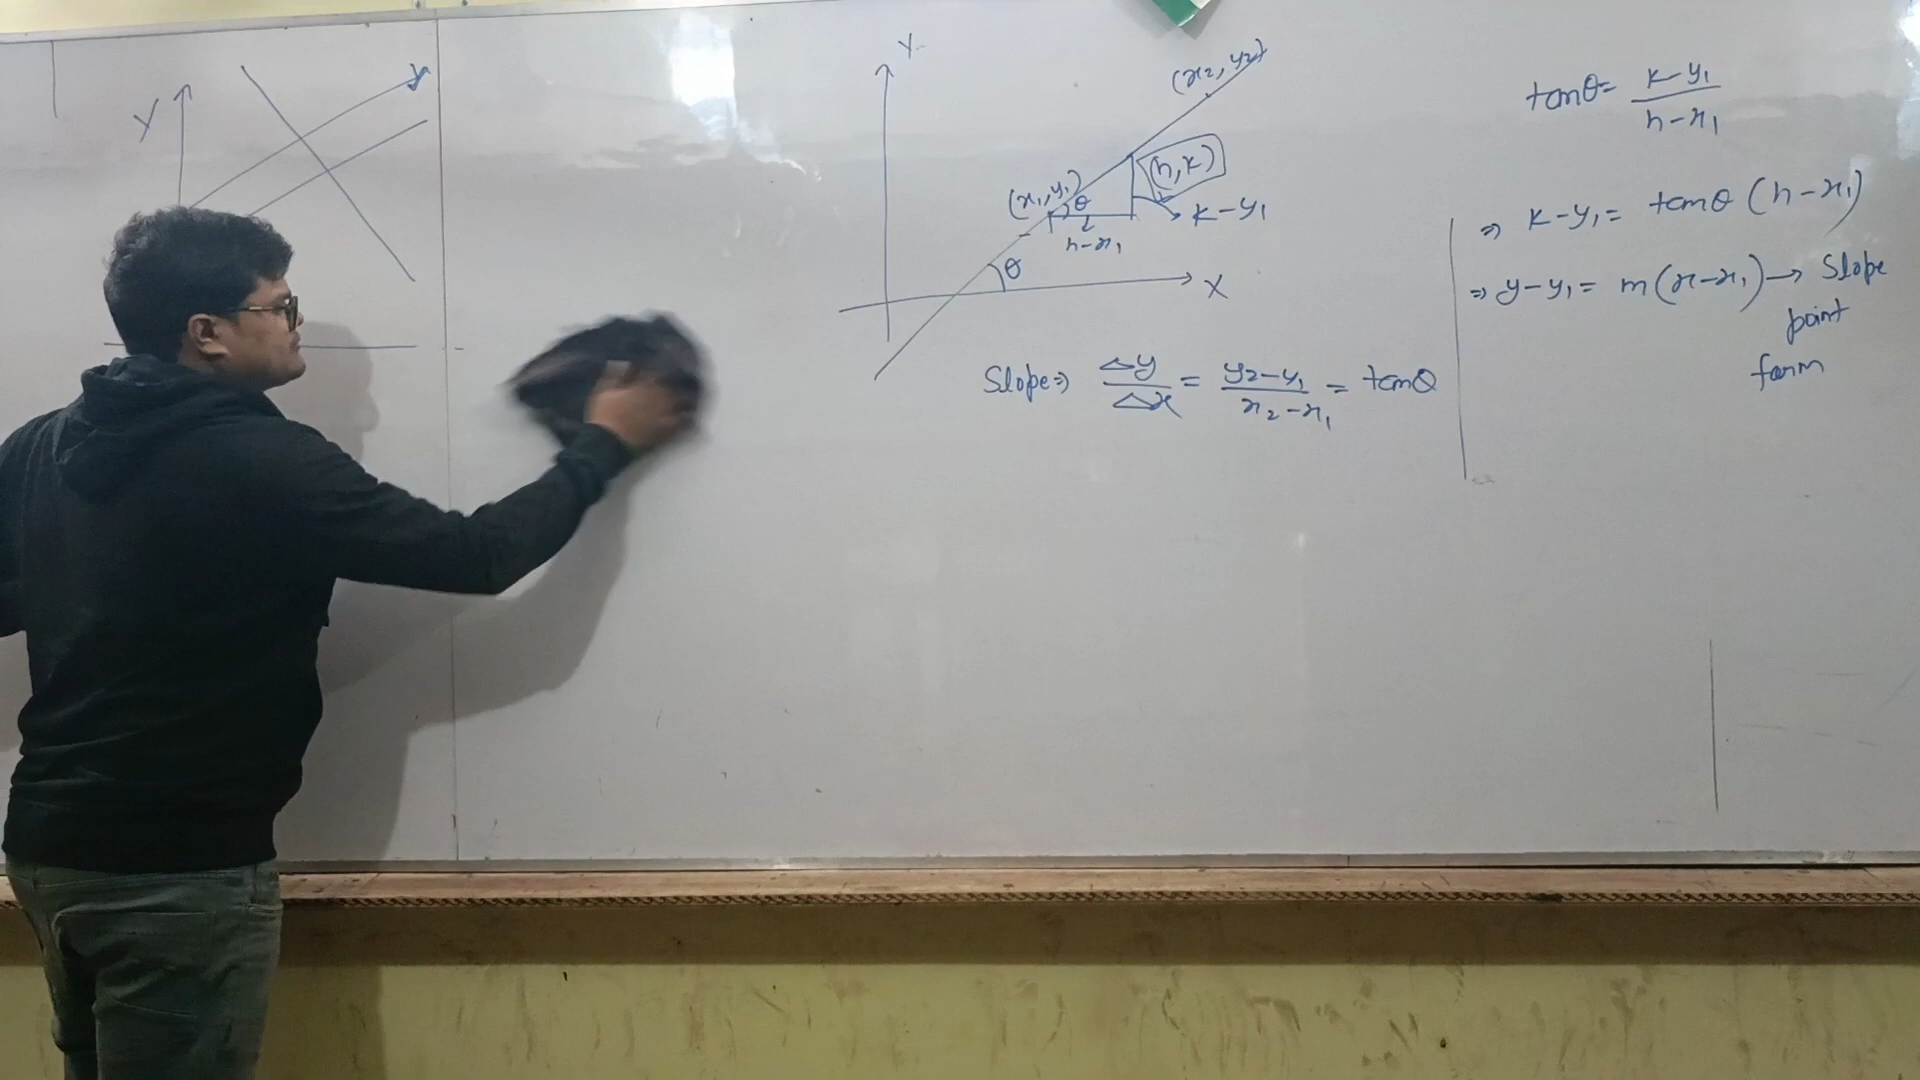 Y
Y
(x₂, y₂)
(x₁, y₁)
θ
(h, k)
k-y₁
h-x₁
θ
X
Slope ⇒ Δy/Δx = y₂-y₁/x₂-x₁ = tanθ
tanθ = k-y₁/h-x₁
⇒ k-y₁ = tanθ (h-x₁)
⇒ y-y₁ = m(x-x₁) → Slope
point
form